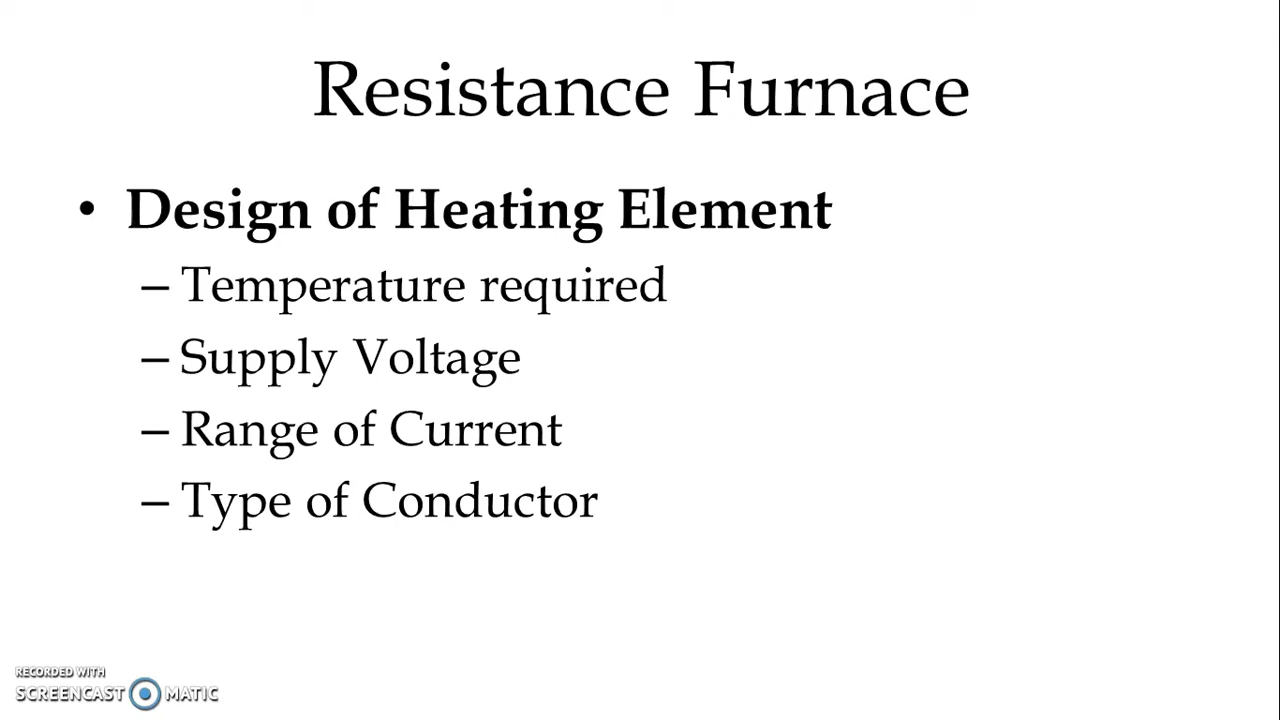 Resistance Furnace
• Design of Heating Element
– Temperature required
– Supply Voltage
– Range of Current
– Type of Conductor
RECORDED WITH
SCREENCAST MATIC